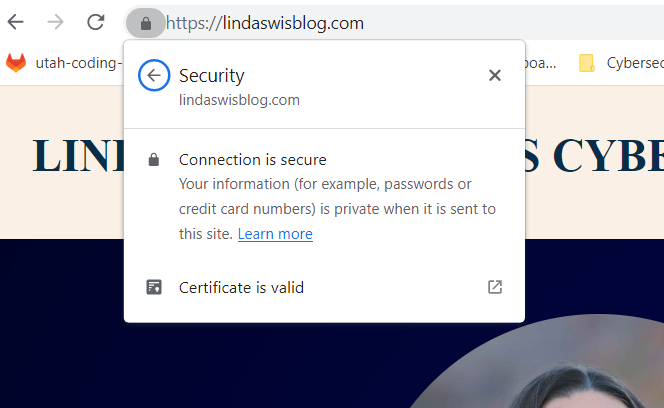 https://lindaswisblog.com
utah-coding-
oa...
Cybersec
Security
lindaswisblog.com
LIN
S CYBE
Connection is secure
Your information (for example, passwords or
credit card numbers) is private when it is sent to
this site. Learn more
Certificate is valid